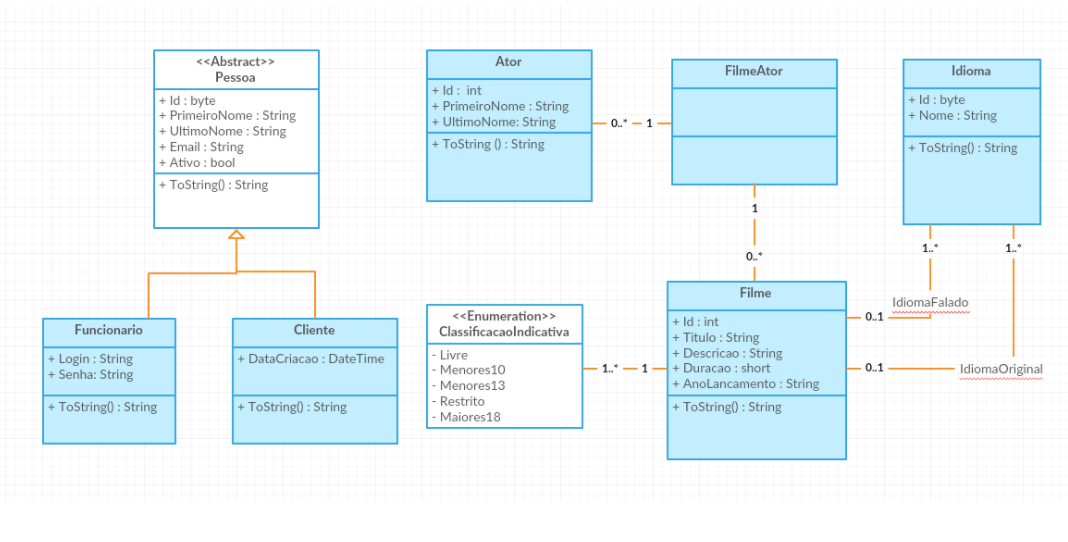 <<Abstract>>
Pessoa
+ Id : byte
+ PrimeiroNome : String
+ UltimoNome : String
+ Email : String
+ Ativo : bool
+ ToString() : String
Ator
+ Id :  int
+ PrimeiroNome : String
+ UltimoNome: String
+ ToString () : String
0..*
1
FilmeAtor
Idioma
+ Id : byte
+ Nome : String
+ ToString() : String
1
0..*
1..*
1..*
Funcionario
+ Login : String
+ Senha: String
+ ToString() : String
Cliente
+ DataCriacao : DateTime
+ ToString() : String
<<Enumeration>>
ClassificacaoIndicativa
- Livre
- Menores10
- Menores13
- Restrito
- Maiores18
1..*
1
Filme
+ Id : int
+ Titulo : String
+ Descricao : String
+ Duracao : short
+ AnoLancamento : String
+ ToString() : String
IdiomaFalado
0..1
0..1
IdiomaOriginal